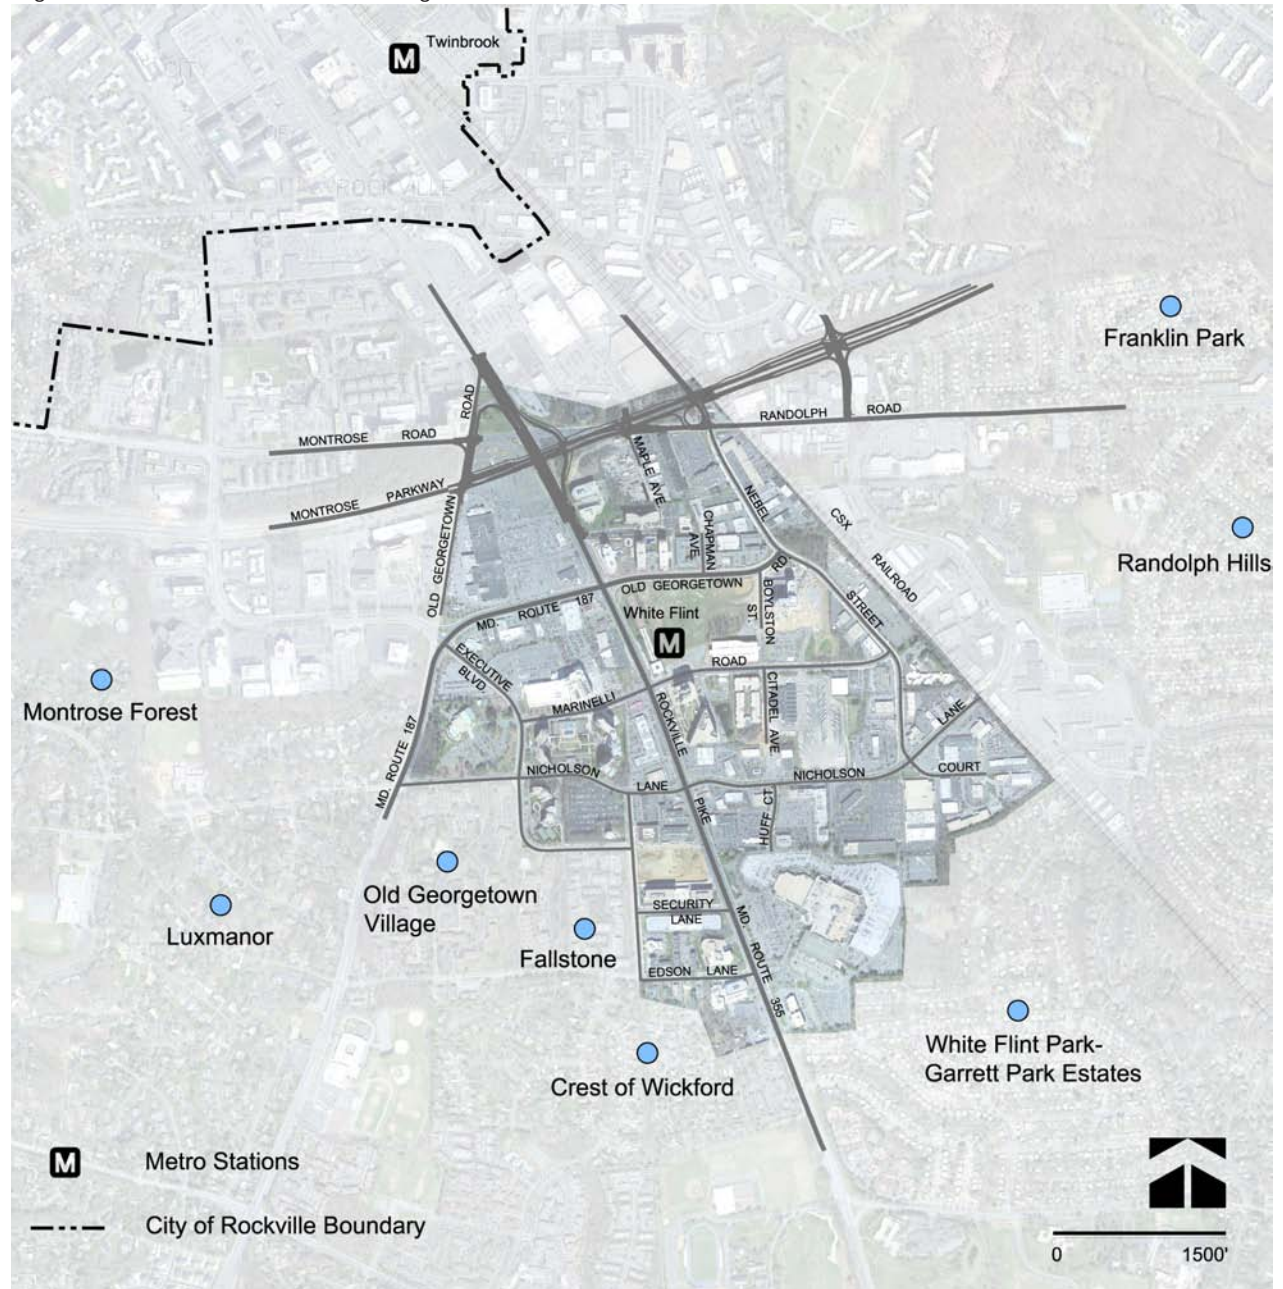 Twinbrook
ROCKVILLE
Franklin Park
MONTROSE ROAD
ROAD
RANDOLPH ROAD
MONTROSE PARKWAY
MAPLE AVE
NEBEL
STREET
CHAPMAN
AVE.
CSX RAILROAD
Randolph Hills
OLD GEORGETOWN
MD. ROUTE 187
OLD GEORGETOWN
RD
White Flint
M
BOYLSTON
ST.
EXECUTIVE
BLVD.
MARINELLI
ROAD
CITADEL AVE
ROCKVILLE
PIKE
Montrose Forest
MD. ROUTE 187
NICHOLSON
LANE
NICHOLSON
LANE
COURT
HUFF CT.
Old Georgetown
Village
Luxmanor
Fallstone
SECURITY
LANE
EDSON LANE
MD. ROUTE 355
White Flint Park-
Garrett Park Estates
Crest of Wickford
M Metro Stations
City of Rockville Boundary
0 1500'
M